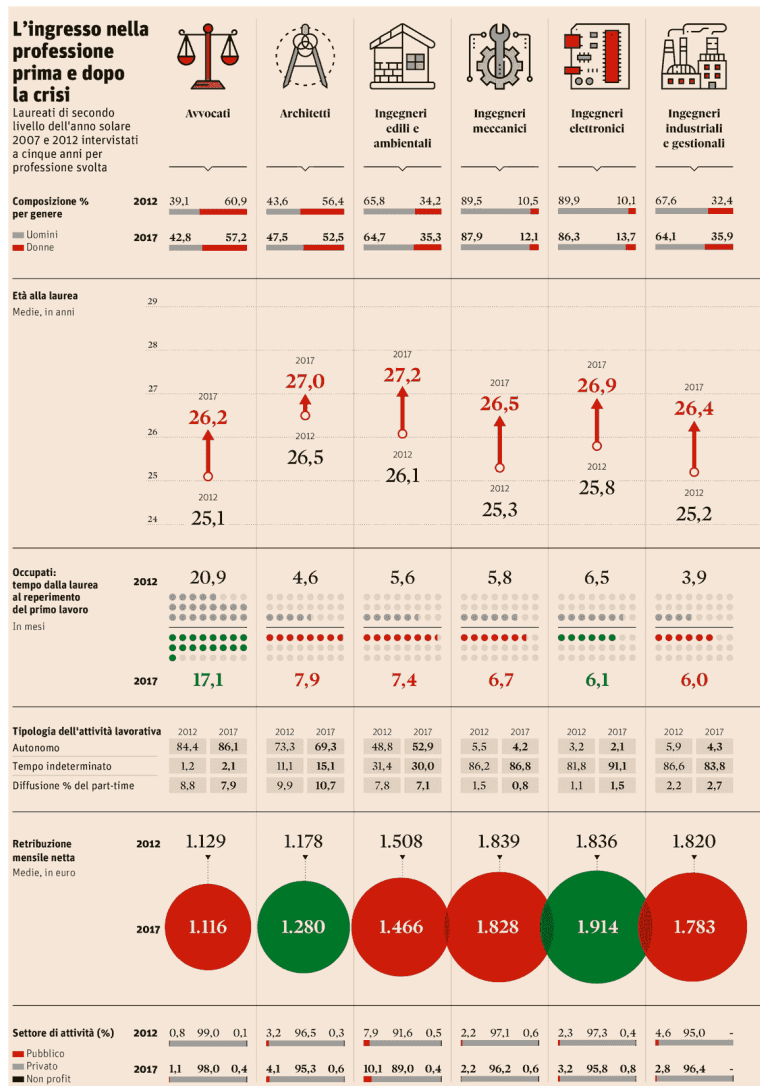 L'ingresso nella
professione
prima e dopo
la crisi
Laureati di secondo
livello dell'anno solare
2007 e 2012 intervistati
a cinque anni per
professione svolta
Avvocati
Architetti
Ingegneri
edili e
ambientali
Ingegneri
meccanici
Ingegneri
elettronici
Ingegneri
industriali
e gestionali
Composizione %
per genere
Uomini
Donne
2012 39,1 60,9 43,6 56,4 65,8 34,2 89,5 10,5 89,9 10,1 67,6 32,4
2017 42,8 57,2 47,5 52,5 64,7 35,3 87,9 12,1 86,3 13,7 64,1 35,9
Età alla laurea
Medie, in anni
29
28
27
26
25
24
2017
26,2
2012
25,1
2017
27,0
2012
26,5
2017
27,2
2012
26,1
2017
26,5
2012
25,3
2017
26,9
2012
25,8
2017
26,4
2012
25,2
Occupati:
tempo dalla laurea
al reperimento
del primo lavoro
In mesi
2012 20,9 4,6 5,6 5,8 6,5 3,9
2017 17,1 7,9 7,4 6,7 6,1 6,0
Tipologia dell'attività lavorativa 2012 2017 2012 2017 2012 2017 2012 2017 2012 2017 2012 2017
Autonomo 84,4 86,1 73,3 69,3 48,8 52,9 5,5 4,2 3,2 2,1 5,9 4,3
Tempo indeterminato 1,2 2,1 11,1 15,1 31,4 30,0 86,2 86,8 81,8 91,1 86,6 83,8
Diffusione % del part-time 8,8 7,9 9,9 10,7 7,8 7,1 1,5 0,8 1,1 1,5 2,2 2,7
Retribuzione
mensile netta
Medie, in euro
2012 1.129 1.178 1.508 1.839 1.836 1.820
2017 1.116 1.280 1.466 1.828 1.914 1.783
Settore di attività (%)
Pubblico
Privato
Non profit
2012 0,8 99,0 0,1 3,2 96,5 0,3 7,9 91,6 0,5 2,2 97,1 0,6 2,3 97,3 0,4 4,6 95,0 -
2017 1,1 98,0 0,4 4,1 95,3 0,6 10,1 89,0 0,4 2,2 96,2 0,6 3,2 95,8 0,8 2,8 96,4 -